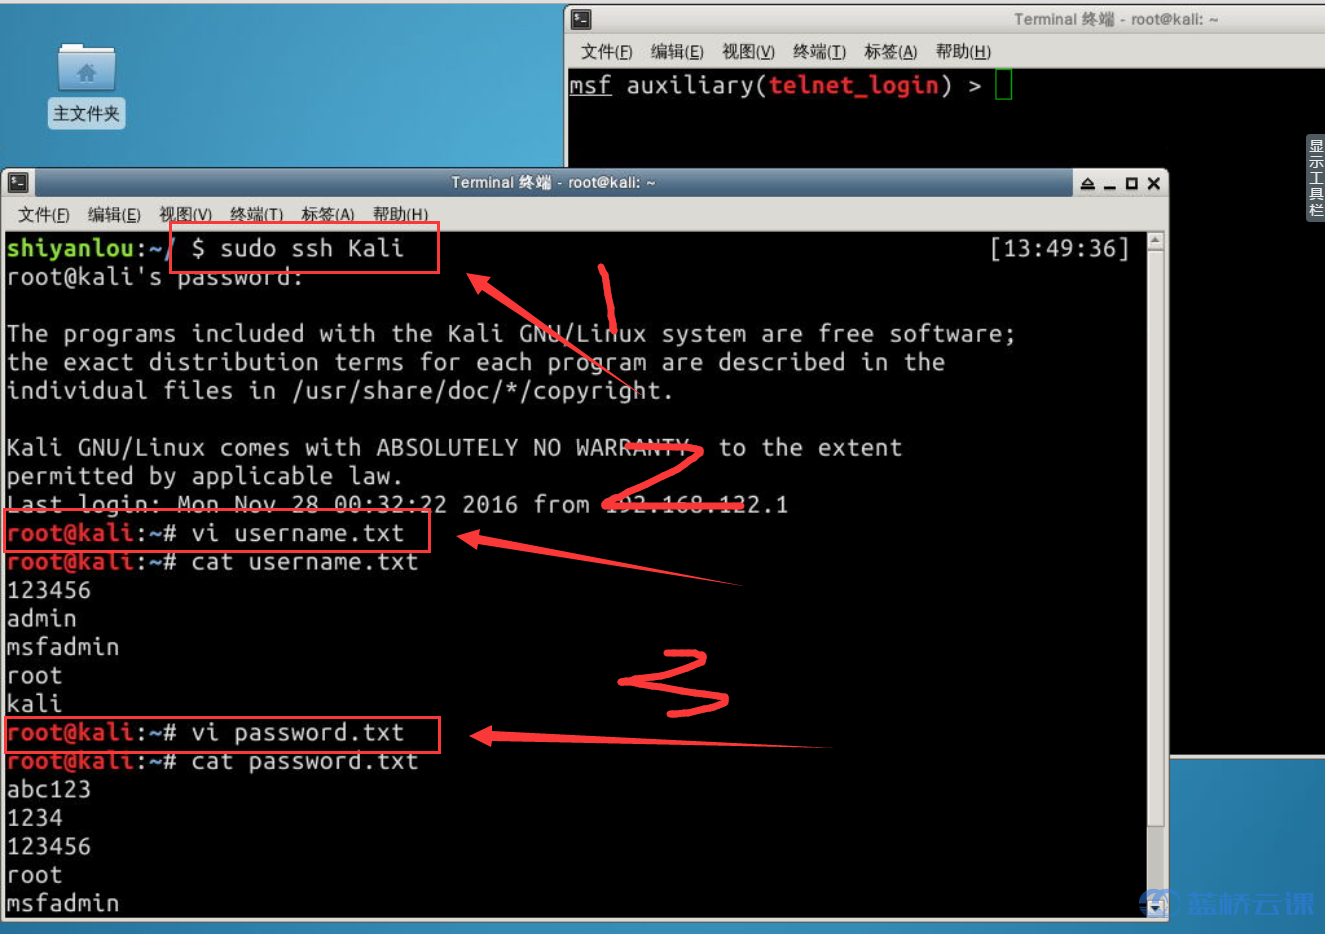 主文件夹
Terminal 终端 - root@kali: ~
文件(F) 编辑(E) 视图(V) 终端(T) 标签(A) 帮助(H)
msf auxiliary(telnet_login) >
显示工具栏
Terminal 终端 - root@kali: ~
文件(F) 编辑(E) 视图(V) 终端(T) 标签(A) 帮助(H)
shiyanlou:~/ $ sudo ssh Kali [13:49:36]
root@kali's password:
1
The programs included with the Kali GNU/Linux system are free software;
the exact distribution terms for each program are described in the
individual files in /usr/share/doc/*/copyright.
Kali GNU/Linux comes with ABSOLUTELY NO WARRANTY, to the extent
permitted by applicable law.
2
Last login: Mon Nov 28 00:32:22 2016 from 192.168.122.1
root@kali:~# vi username.txt
root@kali:~# cat username.txt
123456
admin
msfadmin
root
3
kali
root@kali:~# vi password.txt
root@kali:~# cat password.txt
abc123
1234
123456
root
msfadmin
蓝桥云课